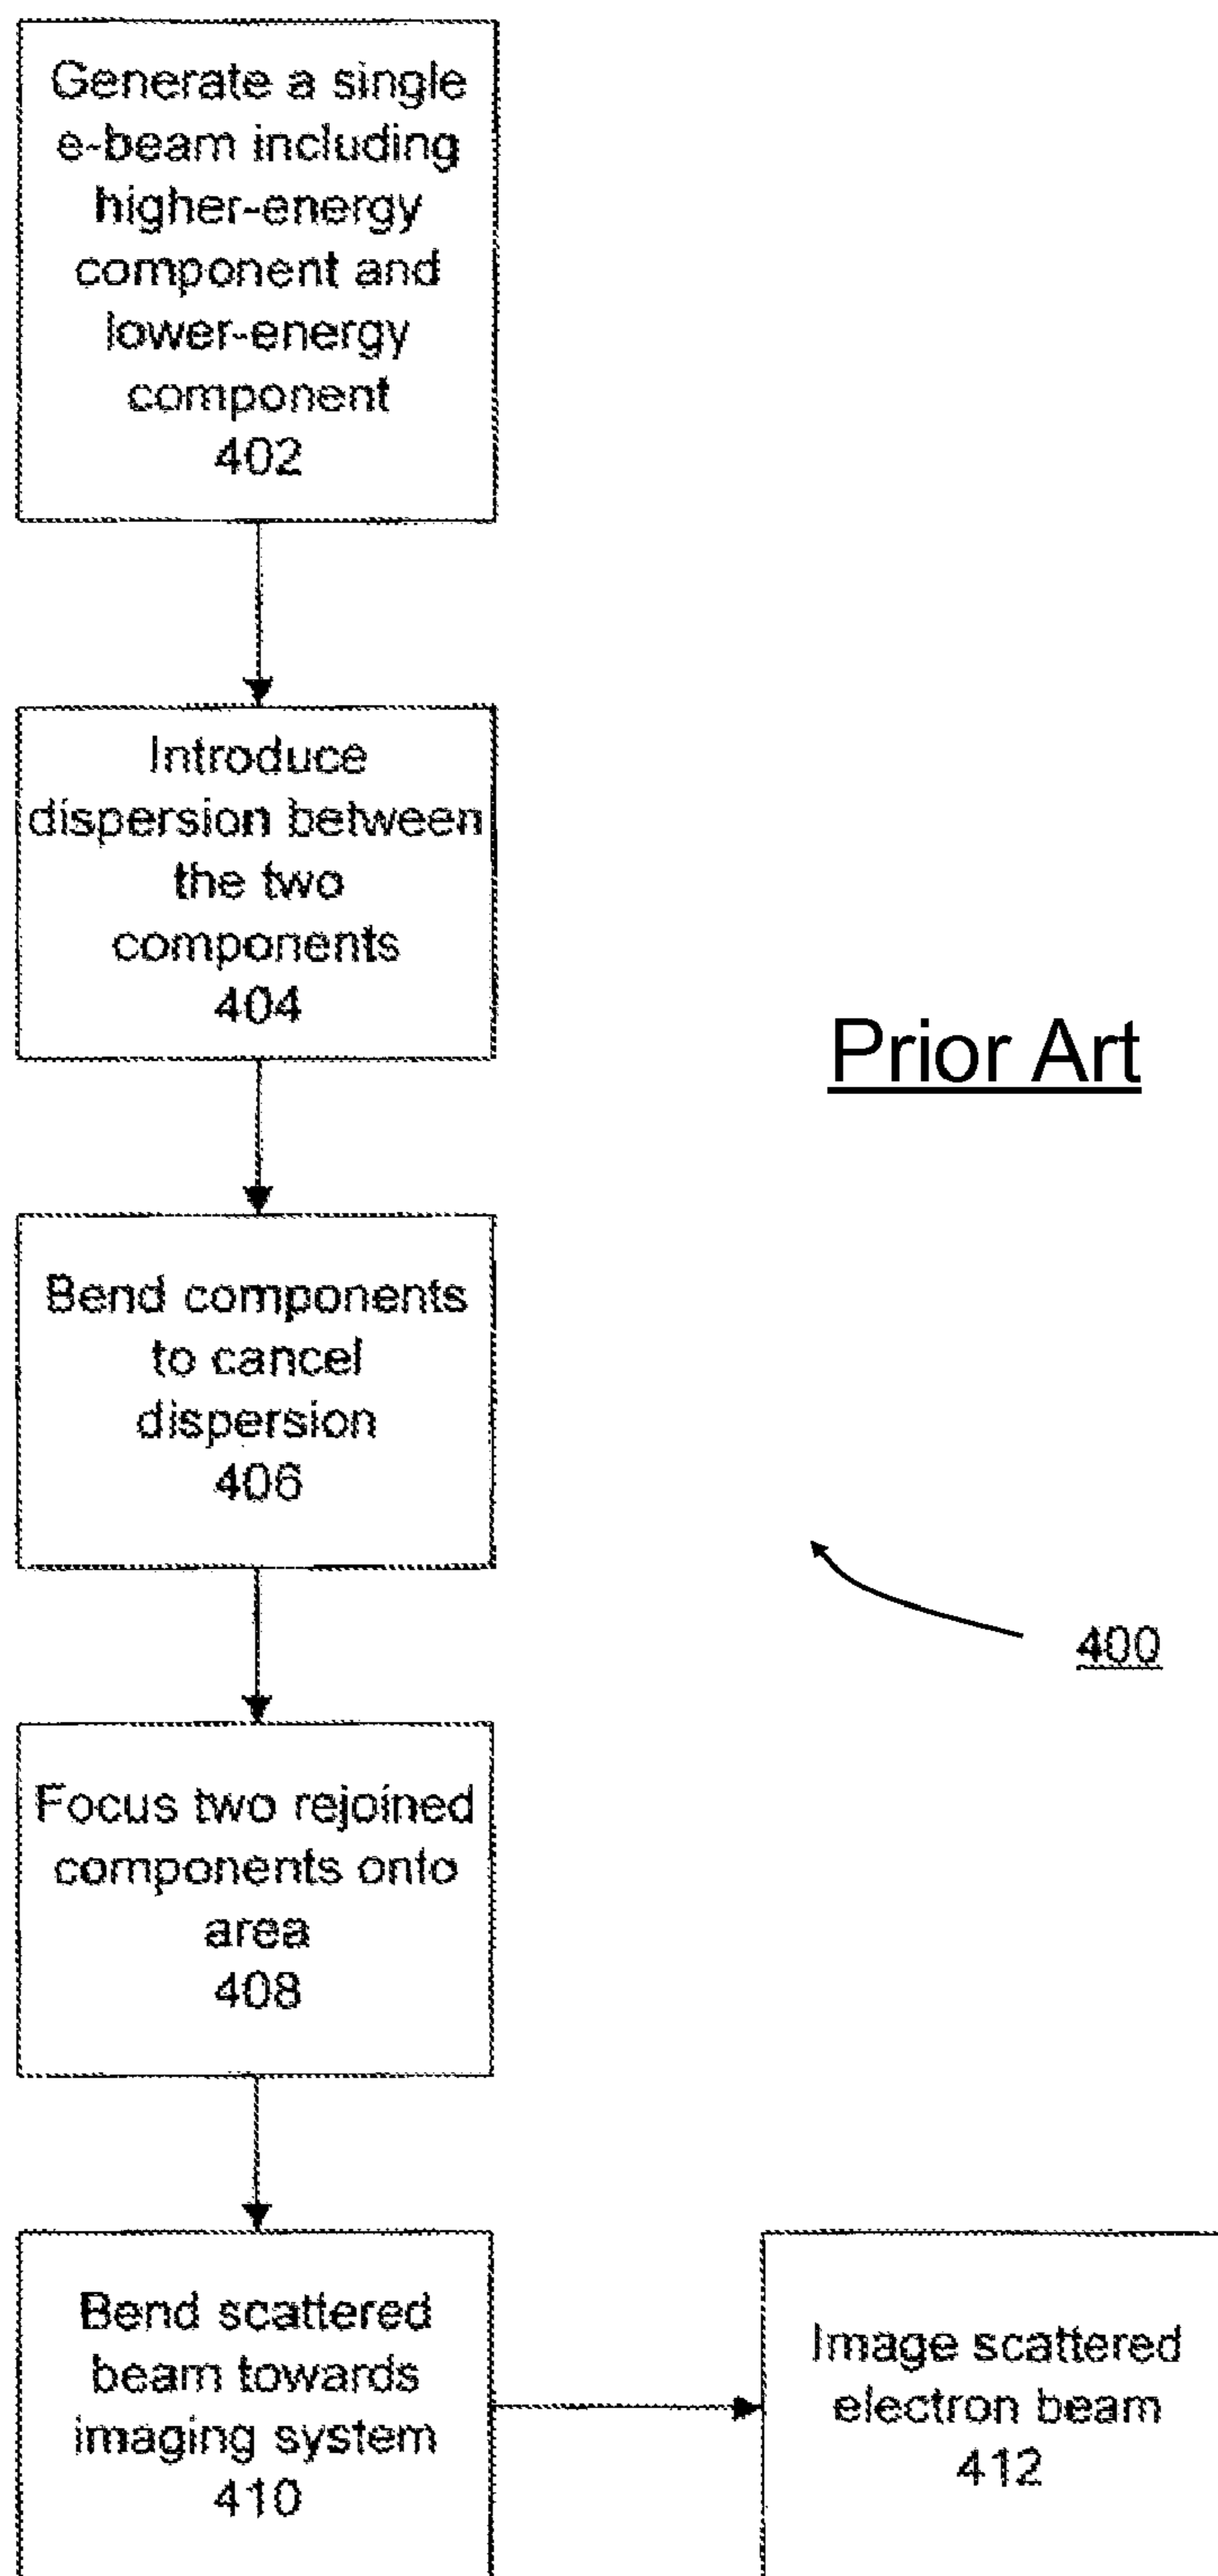 Generate a single
e-beam including
higher-energy
component and
lower-energy
component
402
Introduce
dispersion between
the two
components
404
Prior Art
Bend components
to cancel
dispersion
406
400
Focus two rejoined
components onto
area
408
Bend scattered
beam towards
imaging system
410
Image scattered
electron beam
412